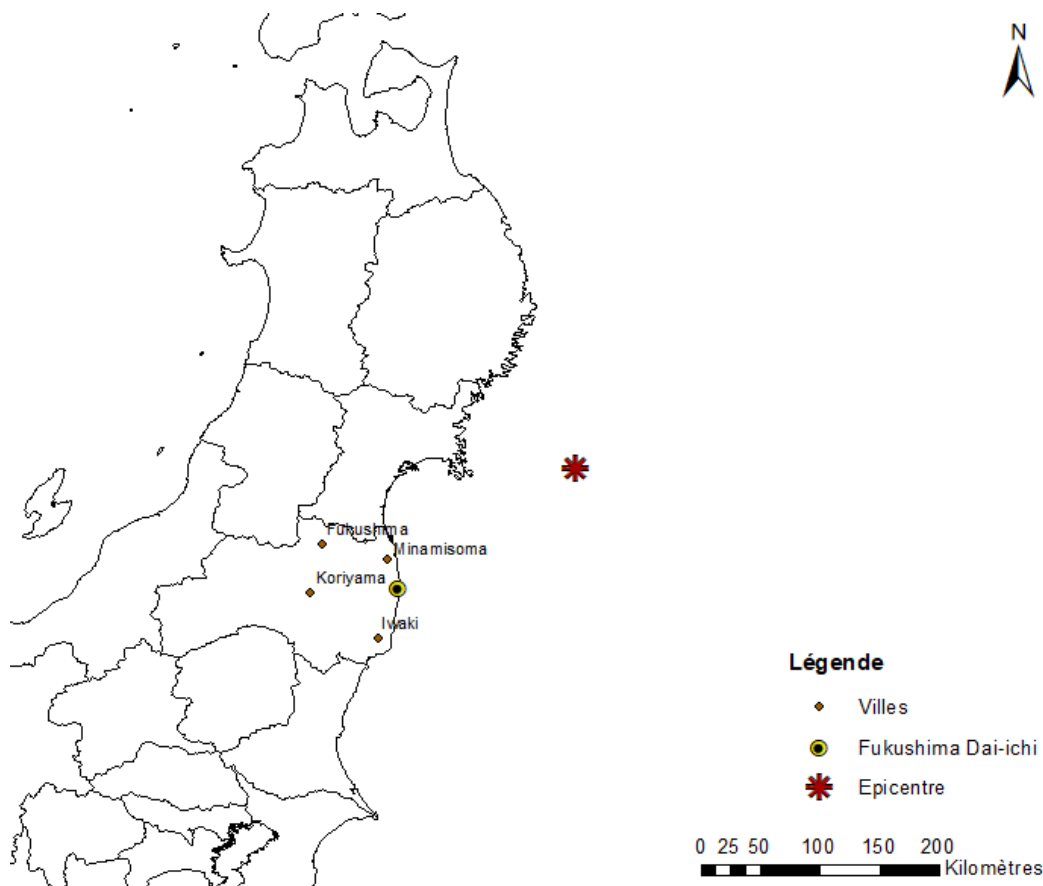 N
Fukushima
Minamisoma
Koriyama
Iwaki
Légende
Villes
Fukushima Dai-ichi
Epicentre
0 25 50 100 150 200
Kilomètres